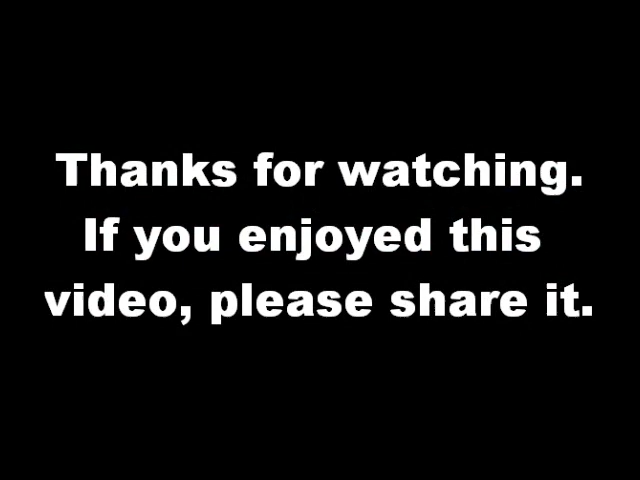 Thanks for watching.
If you enjoyed this
video, please share it.